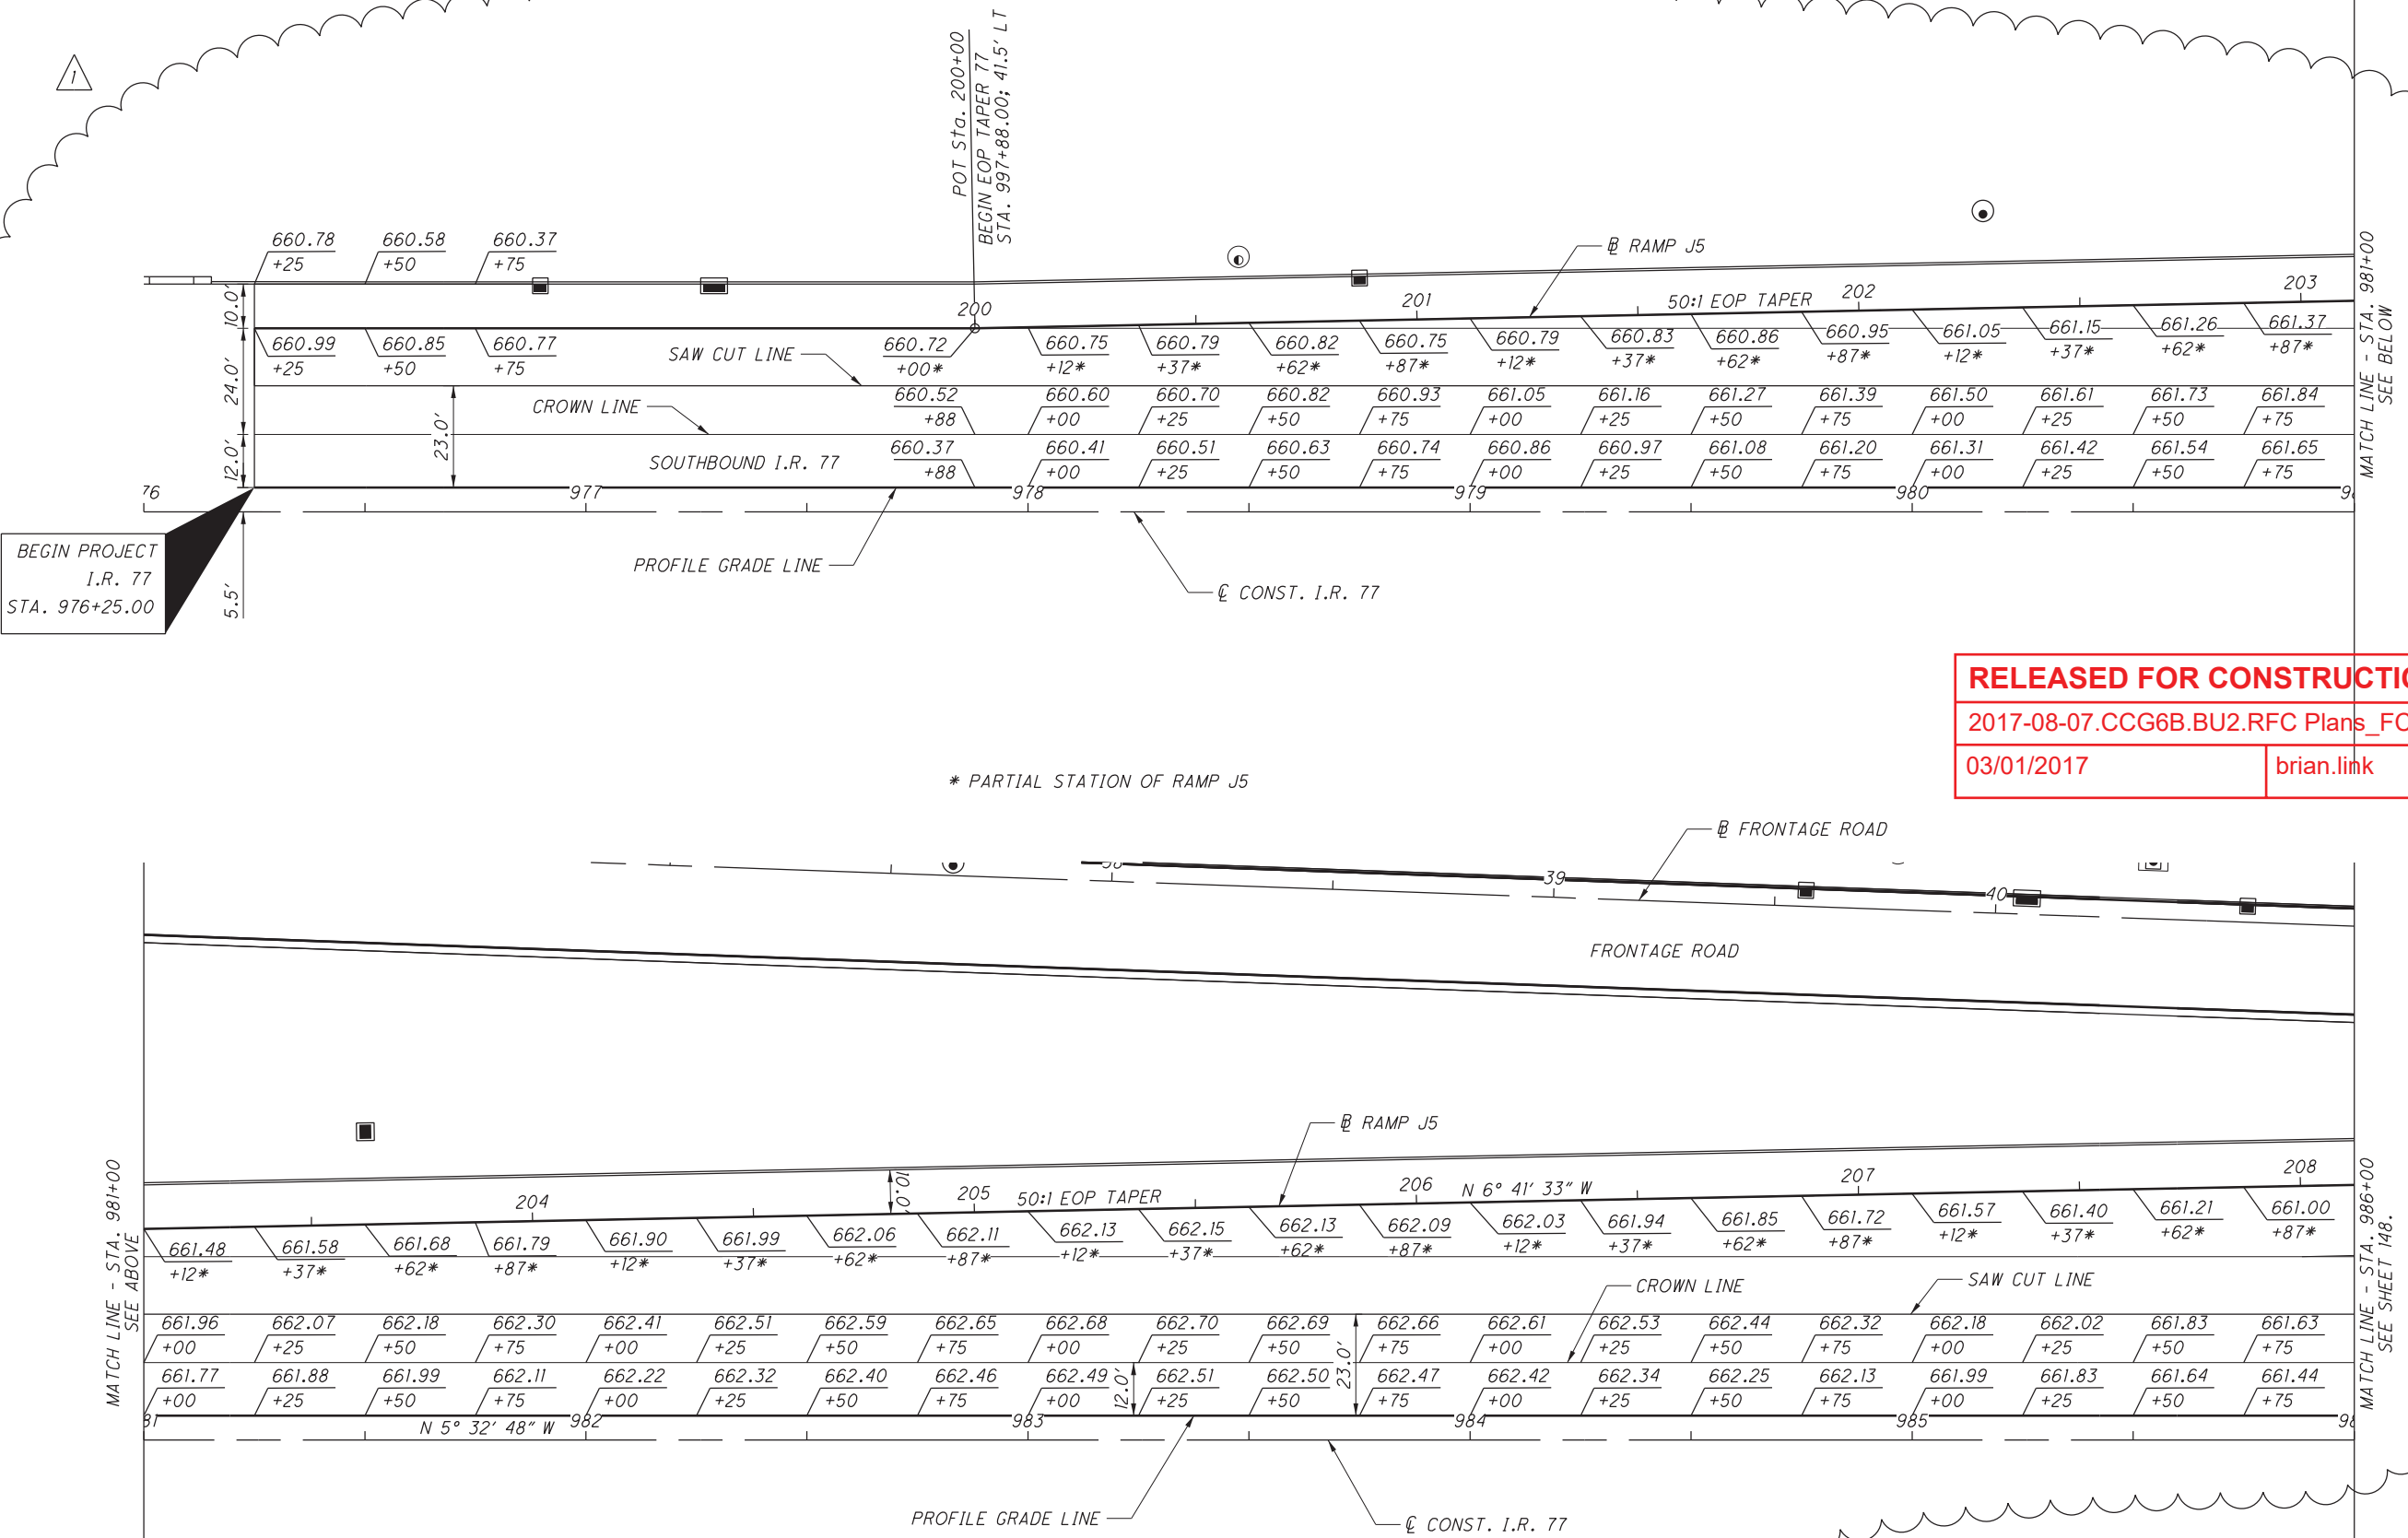 1
POT Sta. 200+00
BEGIN EOP TAPER 77
STA. 997+88.00; 41.5' LT
660.78 660.58 660.37
+25 +50 +75
℄ RAMP J5
10.0'
200 201 50:1 EOP TAPER 202 203
660.99 660.85 660.77 SAW CUT LINE 660.72 660.75 660.79 660.82 660.75 660.79 660.83 660.86 660.95 661.05 661.15 661.26 661.37
+25 +50 +75 +00* +12* +37* +62* +87* +12* +37* +62* +87* +12* +37* +62* +87*
24.0'
660.52 660.60 660.70 660.82 660.93 661.05 661.16 661.27 661.39 661.50 661.61 661.73 661.84
CROWN LINE +88 +00 +25 +50 +75 +00 +25 +50 +75 +00 +25 +50 +75
12.0' 23.0'
660.37 660.41 660.51 660.63 660.74 660.86 660.97 661.08 661.20 661.31 661.42 661.54 661.65
SOUTHBOUND I.R. 77 +88 +00 +25 +50 +75 +00 +25 +50 +75 +00 +25 +50 +75
76 977 978 979 980
MATCH LINE - STA. 981+00
SEE BELOW
BEGIN PROJECT
I.R. 77
STA. 976+25.00
5.5'
PROFILE GRADE LINE
℄ CONST. I.R. 77
RELEASED FOR CONSTRUCTIO
2017-08-07.CCG6B.BU2.RFC Plans_FC
03/01/2017 brian.link
* PARTIAL STATION OF RAMP J5
℄ FRONTAGE ROAD
39 40
FRONTAGE ROAD
℄ RAMP J5
MATCH LINE - STA. 981+00
SEE ABOVE
204 10.0' 205 50:1 EOP TAPER 206 N 6° 41' 33" W 207 208
661.48 661.58 661.68 661.79 661.90 661.99 662.06 662.11 662.13 662.15 662.13 662.09 662.03 661.94 661.85 661.72 661.57 661.40 661.21 661.00
+12* +37* +62* +87* +12* +37* +62* +87* +12* +37* +62* +87* +12* +37* +62* +87* +12* +37* +62* +87*
CROWN LINE SAW CUT LINE
661.96 662.07 662.18 662.30 662.41 662.51 662.59 662.65 662.68 662.70 662.69 662.66 662.61 662.53 662.44 662.32 662.18 662.02 661.83 661.63
+00 +25 +50 +75 +00 +25 +50 +75 +00 +25 +50 +75 +00 +25 +50 +75 +00 +25 +50 +75
12.0' 23.0'
661.77 661.88 661.99 662.11 662.22 662.32 662.40 662.46 662.49 662.51 662.50 662.47 662.42 662.34 662.25 662.13 661.99 661.83 661.64 661.44
+00 +25 +50 +75 +00 +25 +50 +75 +00 +25 +50 +75 +00 +25 +50 +75 +00 +25 +50 +75
N 5° 32' 48" W 982 983 984 985
MATCH LINE - STA. 986+00
SEE SHEET 148.
PROFILE GRADE LINE
℄ CONST. I.R. 77